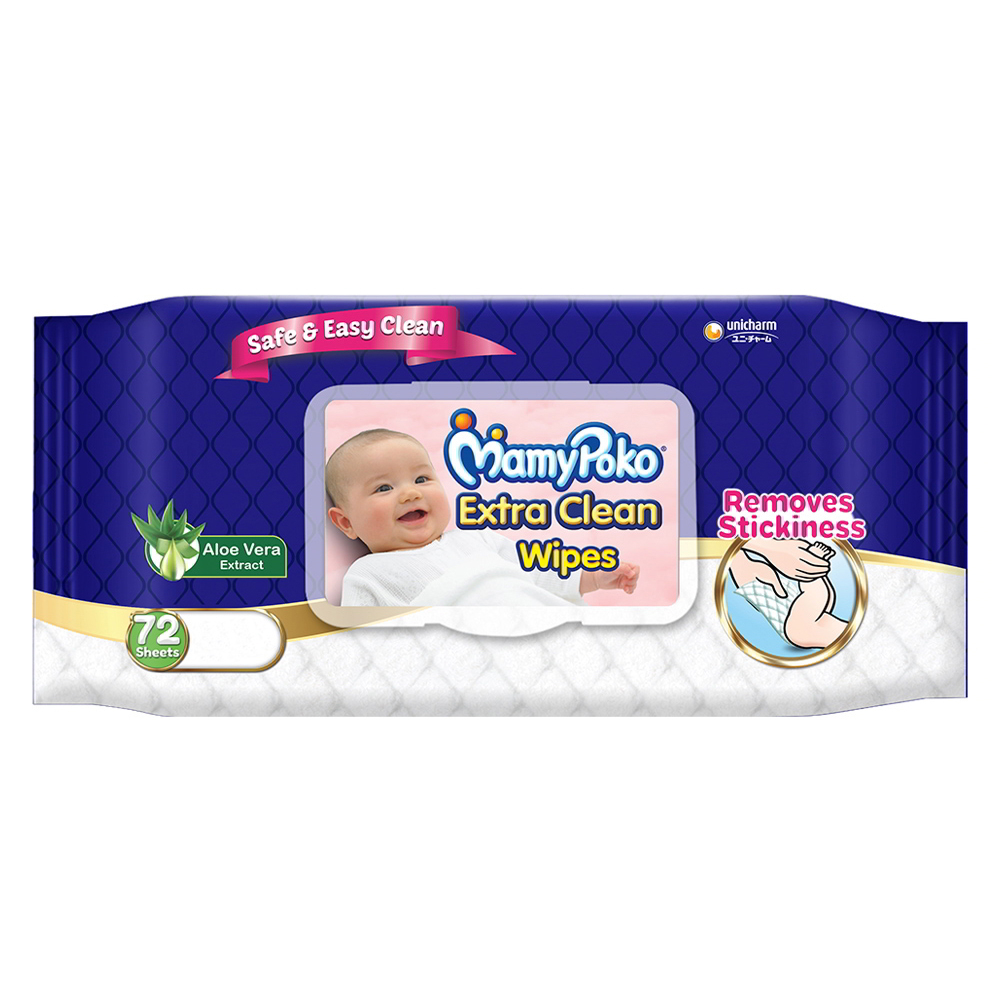 Safe & Easy Clean
unicharm
ユニ・チャーム
MamyPoko
Extra Clean
Wipes
Removes
Stickiness
Aloe Vera
Extract
72
Sheets